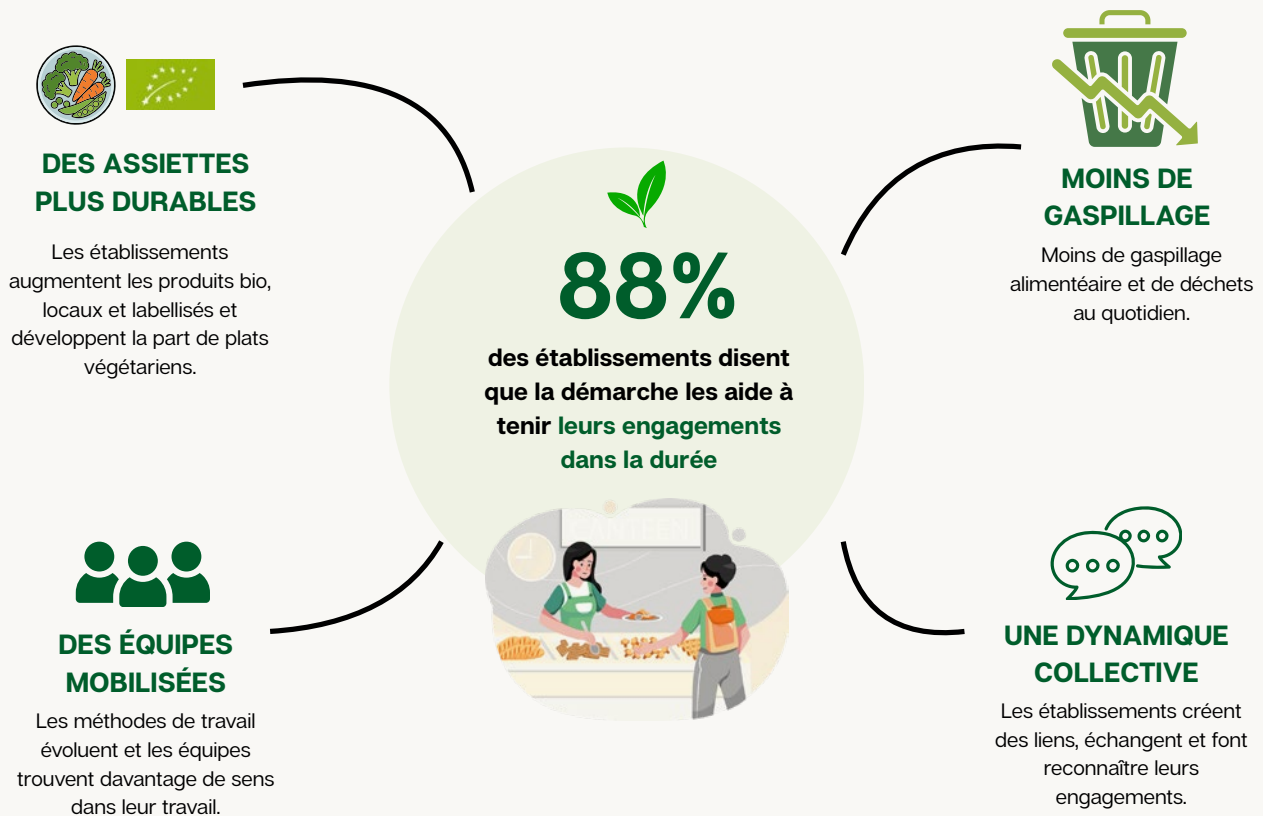 DES ASSIETTES
PLUS DURABLES
Les établissements
augmentent les produits bio,
locaux et labellisés et
développent la part de plats
végétariens.
MOINS DE
GASPILLAGE
Moins de gaspillage
alimentéaire et de déchets
au quotidien.
88%
des établissements disent
que la démarche les aide à
tenir leurs engagements
dans la durée
CANTEEN
DES ÉQUIPES
MOBILISÉES
Les méthodes de travail
évoluent et les équipes
trouvent davantage de sens
dans leur travail.
UNE DYNAMIQUE
COLLECTIVE
Les établissements créent
des liens, échangent et font
reconnaître leurs
engagements.